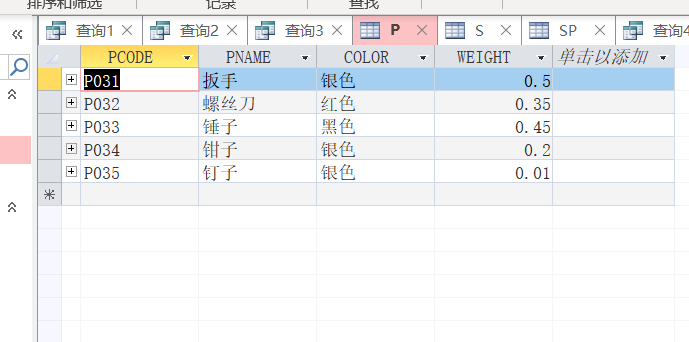 排序和筛选 记录 查找
查询1 查询2 查询3 P S SP 查询4
PCODE PNAME COLOR WEIGHT 单击以添加
P031 扳手 银色 0.5
P032 螺丝刀 红色 0.35
P033 锤子 黑色 0.45
P034 钳子 银色 0.2
P035 钉子 银色 0.01